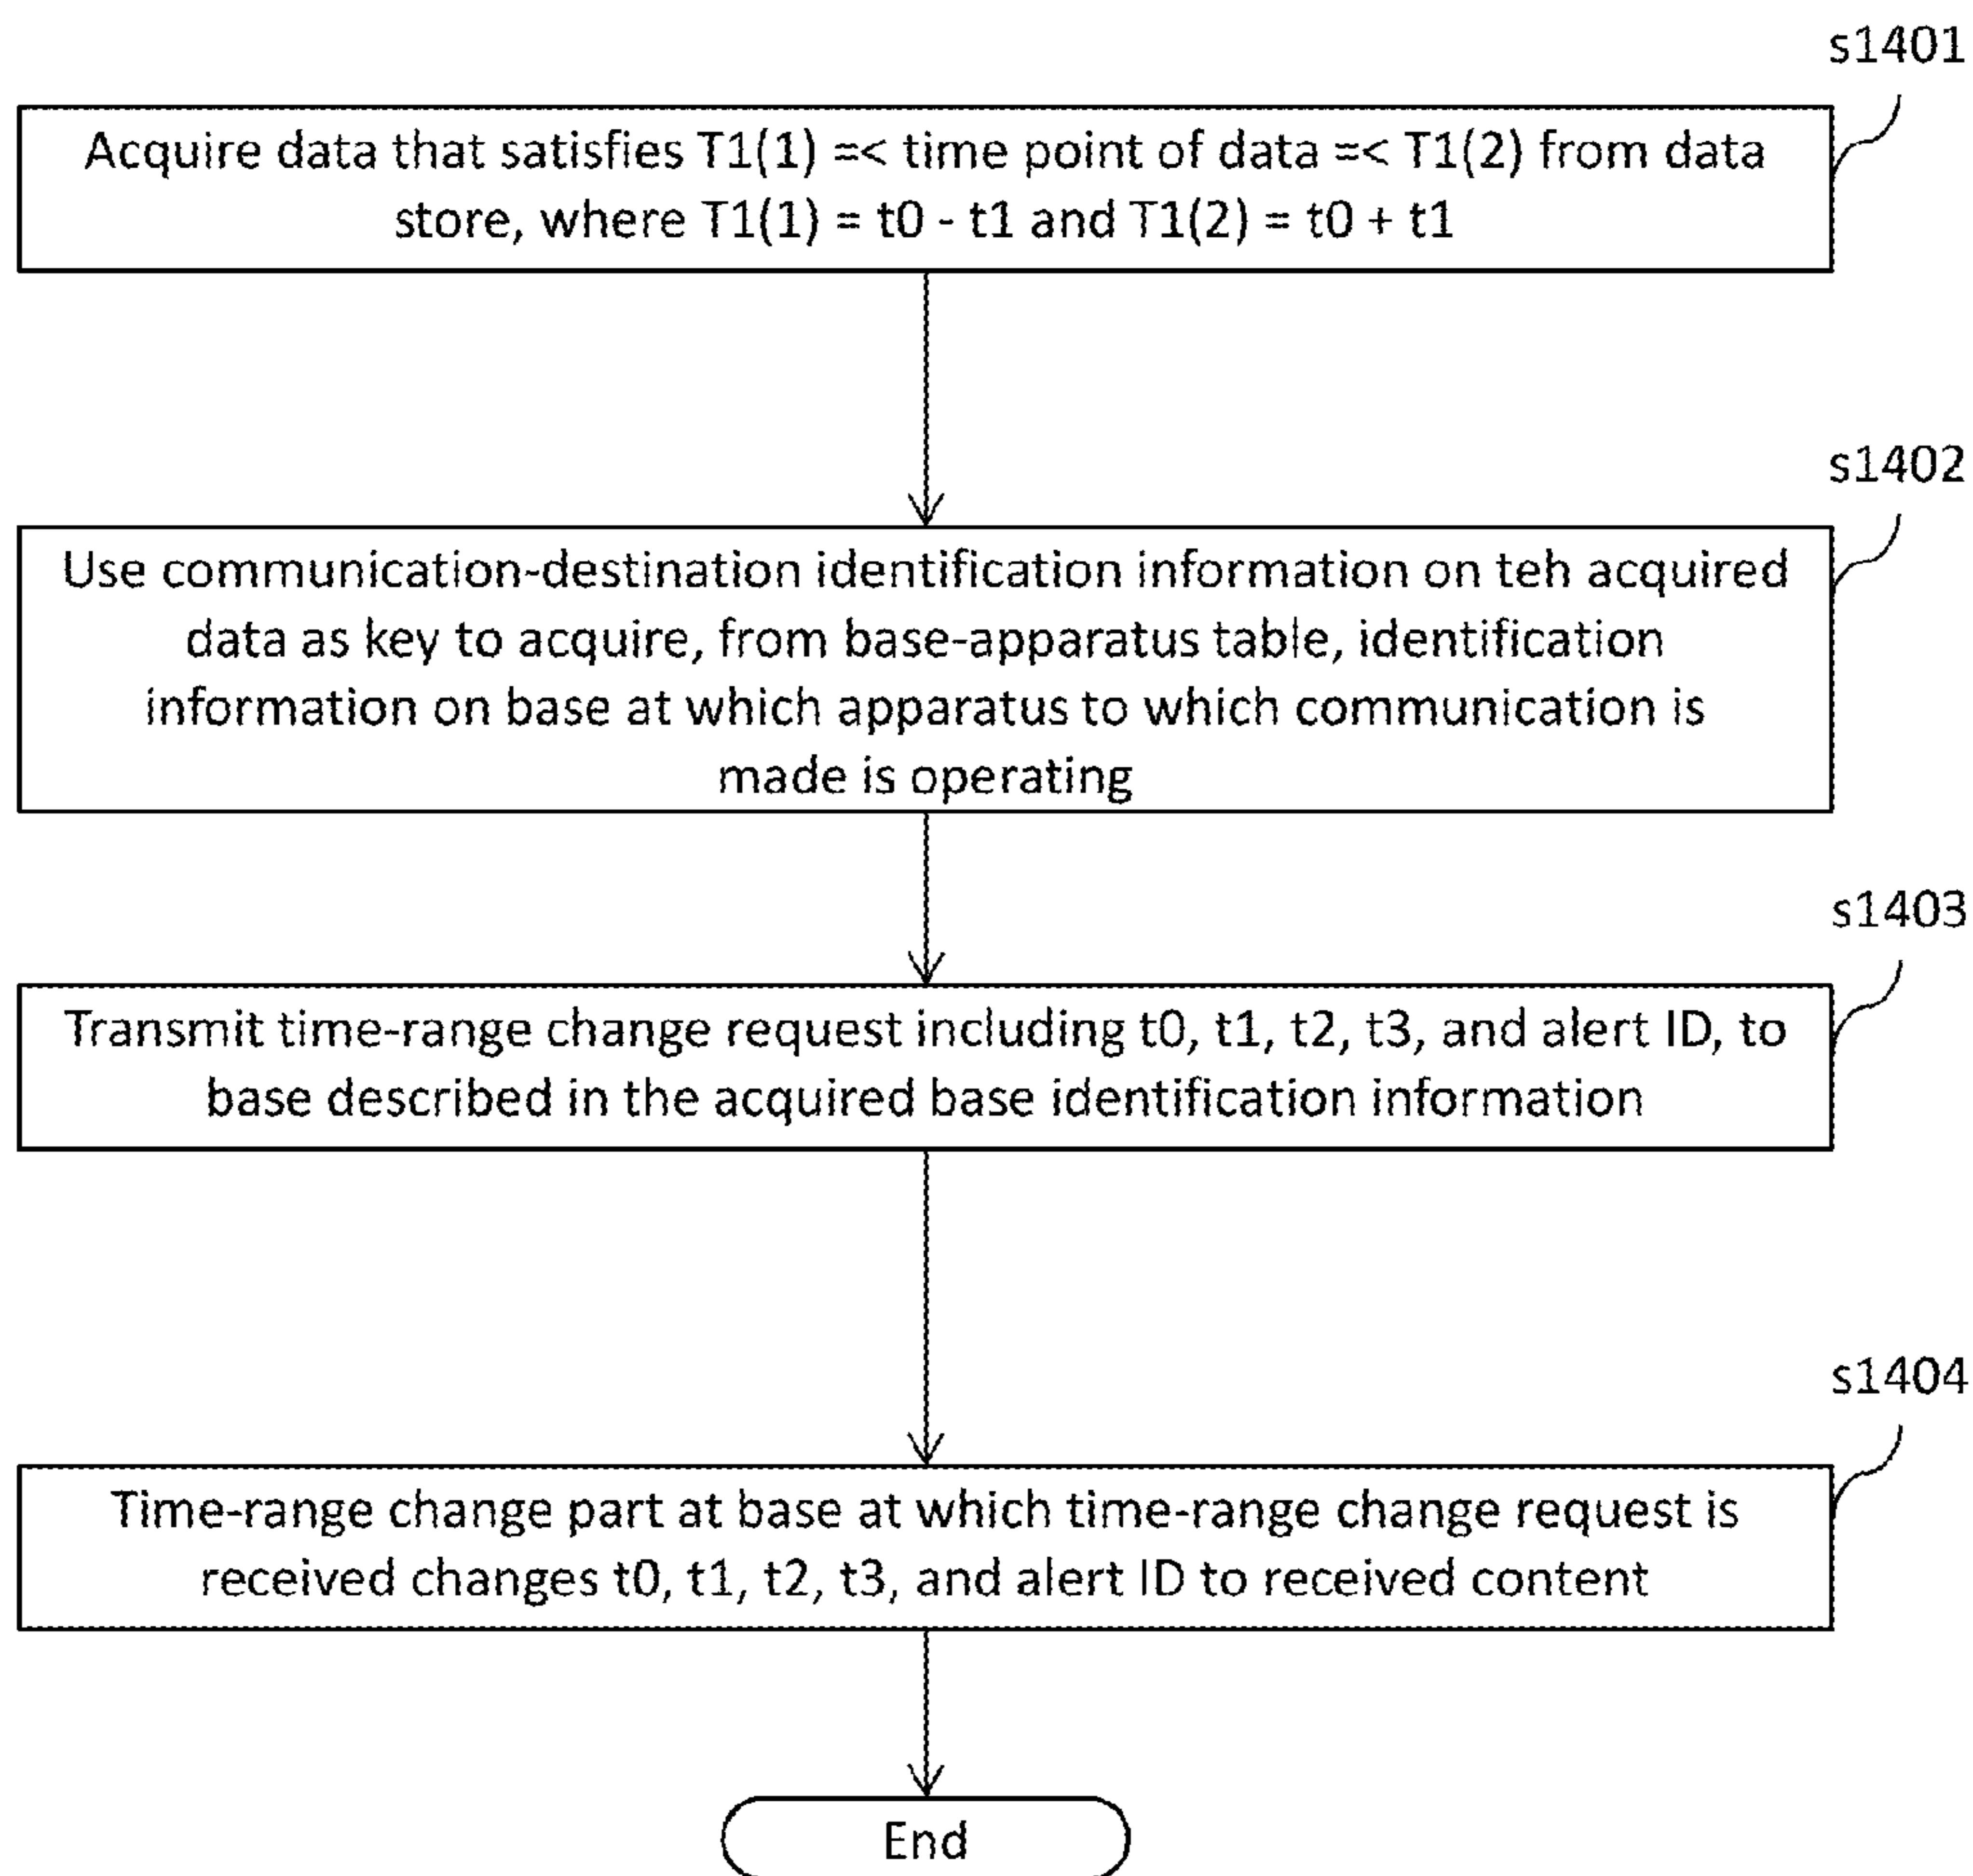 s1401
Acquire data that satisfies T1(1) =< time point of data =< T1(2) from data
store, where T1(1) = t0 - t1 and T1(2) = t0 + t1
s1402
Use communication-destination identification information on teh acquired
data as key to acquire, from base-apparatus table, identification
information on base at which apparatus to which communication is
made is operating
s1403
Transmit time-range change request including t0, t1, t2, t3, and alert ID, to
base described in the acquired base identification information
s1404
Time-range change part at base at which time-range change request is
received changes t0, t1, t2, t3, and alert ID to received content
End